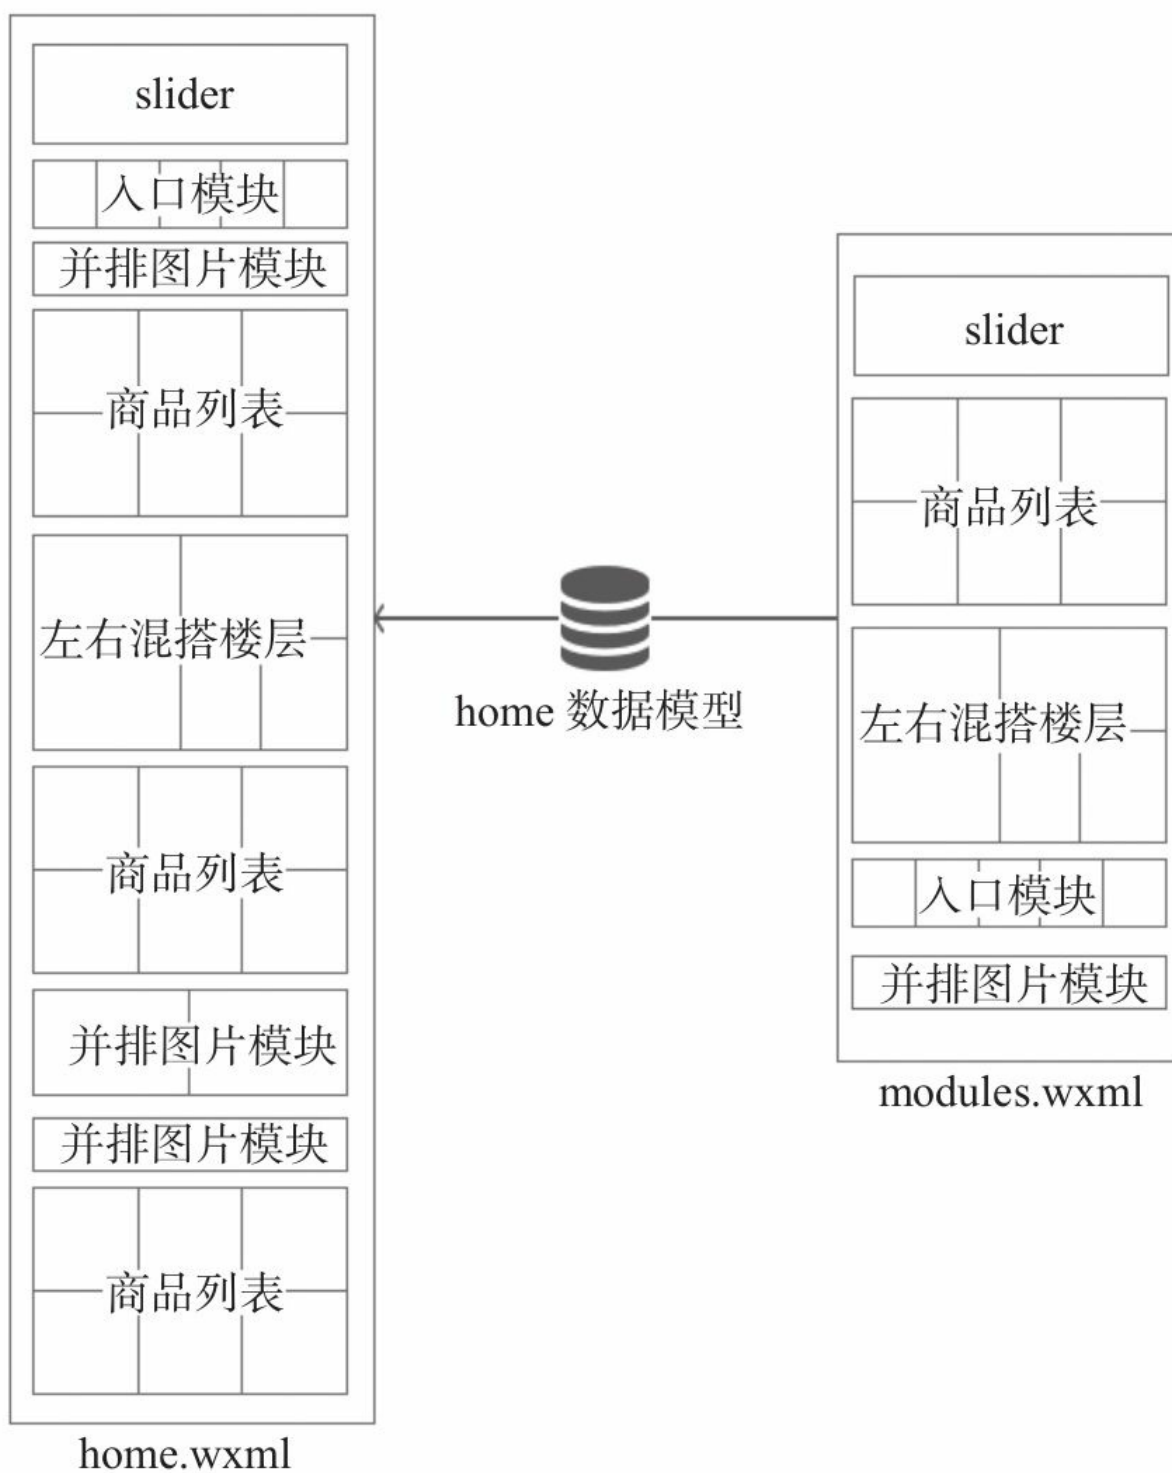 slider
入口模块
并排图片模块
商品列表
左右混搭楼层
商品列表
并排图片模块
并排图片模块
商品列表
home.wxml
home 数据模型
slider
商品列表
左右混搭楼层
入口模块
并排图片模块
modules.wxml